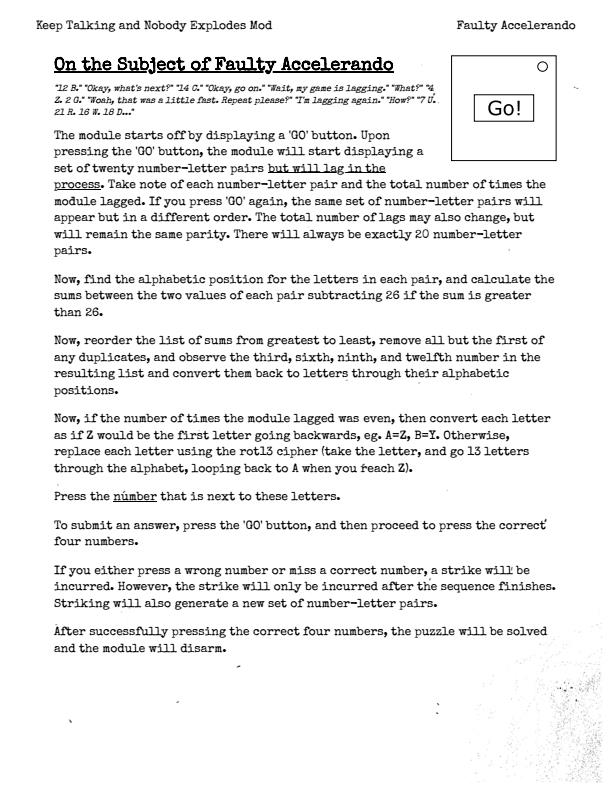 Keep Talking and Nobody Explodes Mod Faulty Accelerando
On the Subject of Faulty Accelerando
"12 B." "Okay, what's next?" "14 C." "Okay, go on." "Wait, my game is lagging." "What?" "4
Z. 2 G." "Woah, that was a little fast. Repeat please?" "I'm lagging again." "How?" "7 U.
21 R. 16 W. 18 D..."
Go!
The module starts off by displaying a 'GO' button. Upon
pressing the 'GO' button, the module will start displaying a
set of twenty number-letter pairs but will lag in the
process. Take note of each number-letter pair and the total number of times the
module lagged. If you press 'GO' again, the same set of number-letter pairs will
appear but in a different order. The total number of lags may also change, but
will remain the same parity. There will always be exactly 20 number-letter
pairs.
Now, find the alphabetic position for the letters in each pair, and calculate the
sums between the two values of each pair subtracting 26 if the sum is greater
than 26.
Now, reorder the list of sums from greatest to least, remove all but the first of
any duplicates, and observe the third, sixth, ninth, and twelfth number in the
resulting list and convert them back to letters through their alphabetic
positions.
Now, if the number of times the module lagged was even, then convert each letter
as if Z would be the first letter going backwards, eg. A=Z, B=Y. Otherwise,
replace each letter using the rot13 cipher (take the letter, and go 13 letters
through the alphabet, looping back to A when you reach Z).
Press the number that is next to these letters.
To submit an answer, press the 'GO' button, and then proceed to press the correct
four numbers.
If you either press a wrong number or miss a correct number, a strike will be
incurred. However, the strike will only be incurred after the sequence finishes.
Striking will also generate a new set of number-letter pairs.
After successfully pressing the correct four numbers, the puzzle will be solved
and the module will disarm.